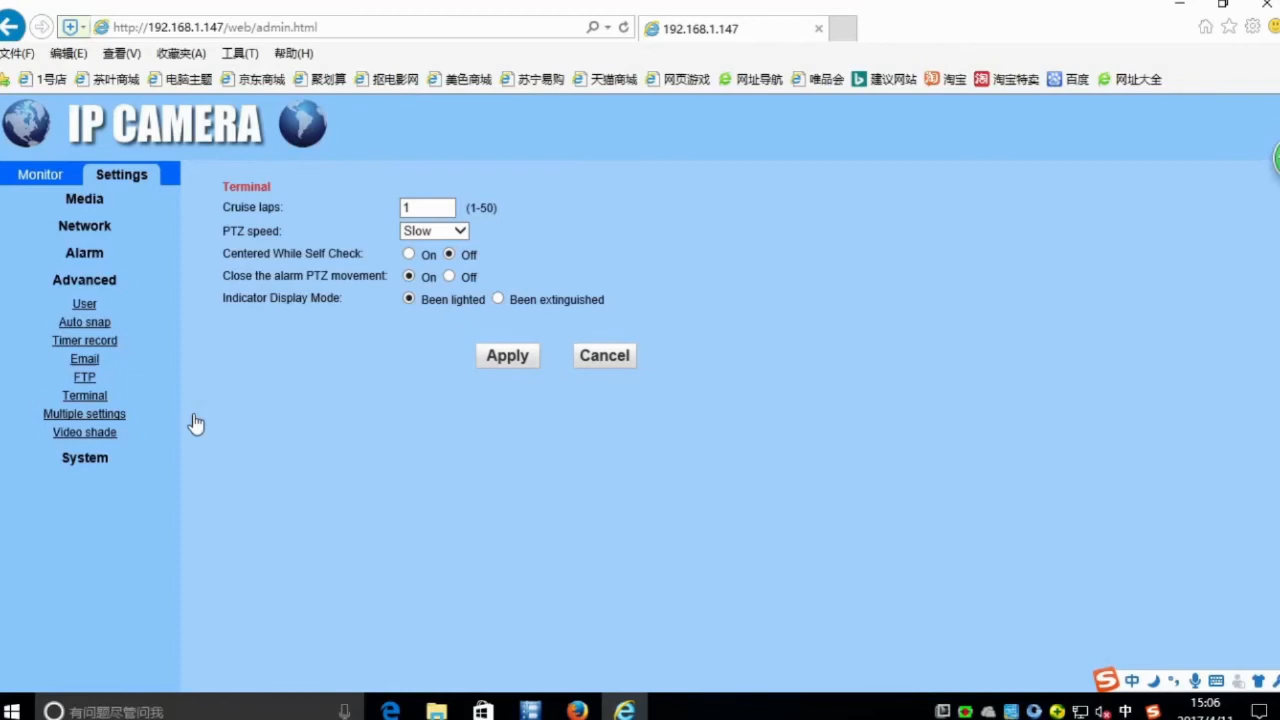 http://192.168.1.147/web/admin.html
192.168.1.147
文件(F) 编辑(E) 查看(V) 收藏夹(A) 工具(T) 帮助(H)
1号店 茶叶商城 电脑主题 京东商城 聚划算 抠电影网 美色商城 苏宁易购 天猫商城 网页游戏 网址导航 唯品会 建议网站 淘宝 淘宝特卖 百度 网址大全
IP CAMERA
Monitor Settings
Media
Network
Alarm
Advanced
User
Auto snap
Timer record
Email
FTP
Terminal
Multiple settings
Video shade
System
Terminal
Cruise laps: 1 (1-50)
PTZ speed: Slow
Centered While Self Check: On Off
Close the alarm PTZ movement: On Off
Indicator Display Mode: Been lighted Been extinguished
Apply Cancel
S 中
有问题尽管问我
中 S 15:06
2017/4/11